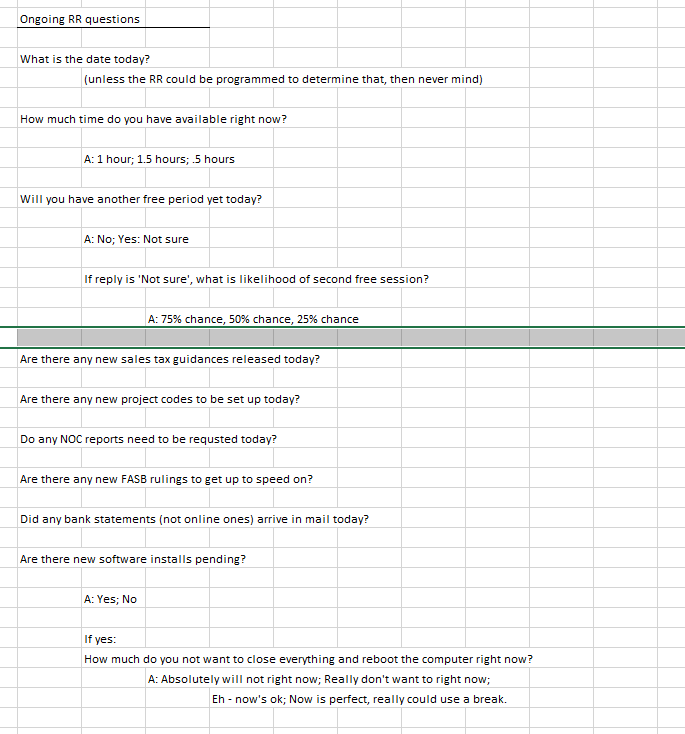 Ongoing RR questions
What is the date today?
(unless the RR could be programmed to determine that, then never mind)
How much time do you have available right now?
A: 1 hour; 1.5 hours; .5 hours
Will you have another free period yet today?
A: No; Yes: Not sure
If reply is 'Not sure', what is likelihood of second free session?
A: 75% chance, 50% chance, 25% chance
Are there any new sales tax guidances released today?
Are there any new project codes to be set up today?
Do any NOC reports need to be requsted today?
Are there any new FASB rulings to get up to speed on?
Did any bank statements (not online ones) arrive in mail today?
Are there new software installs pending?
A: Yes; No
If yes:
How much do you not want to close everything and reboot the computer right now?
A: Absolutely will not right now; Really don't want to right now;
Eh - now's ok; Now is perfect, really could use a break.